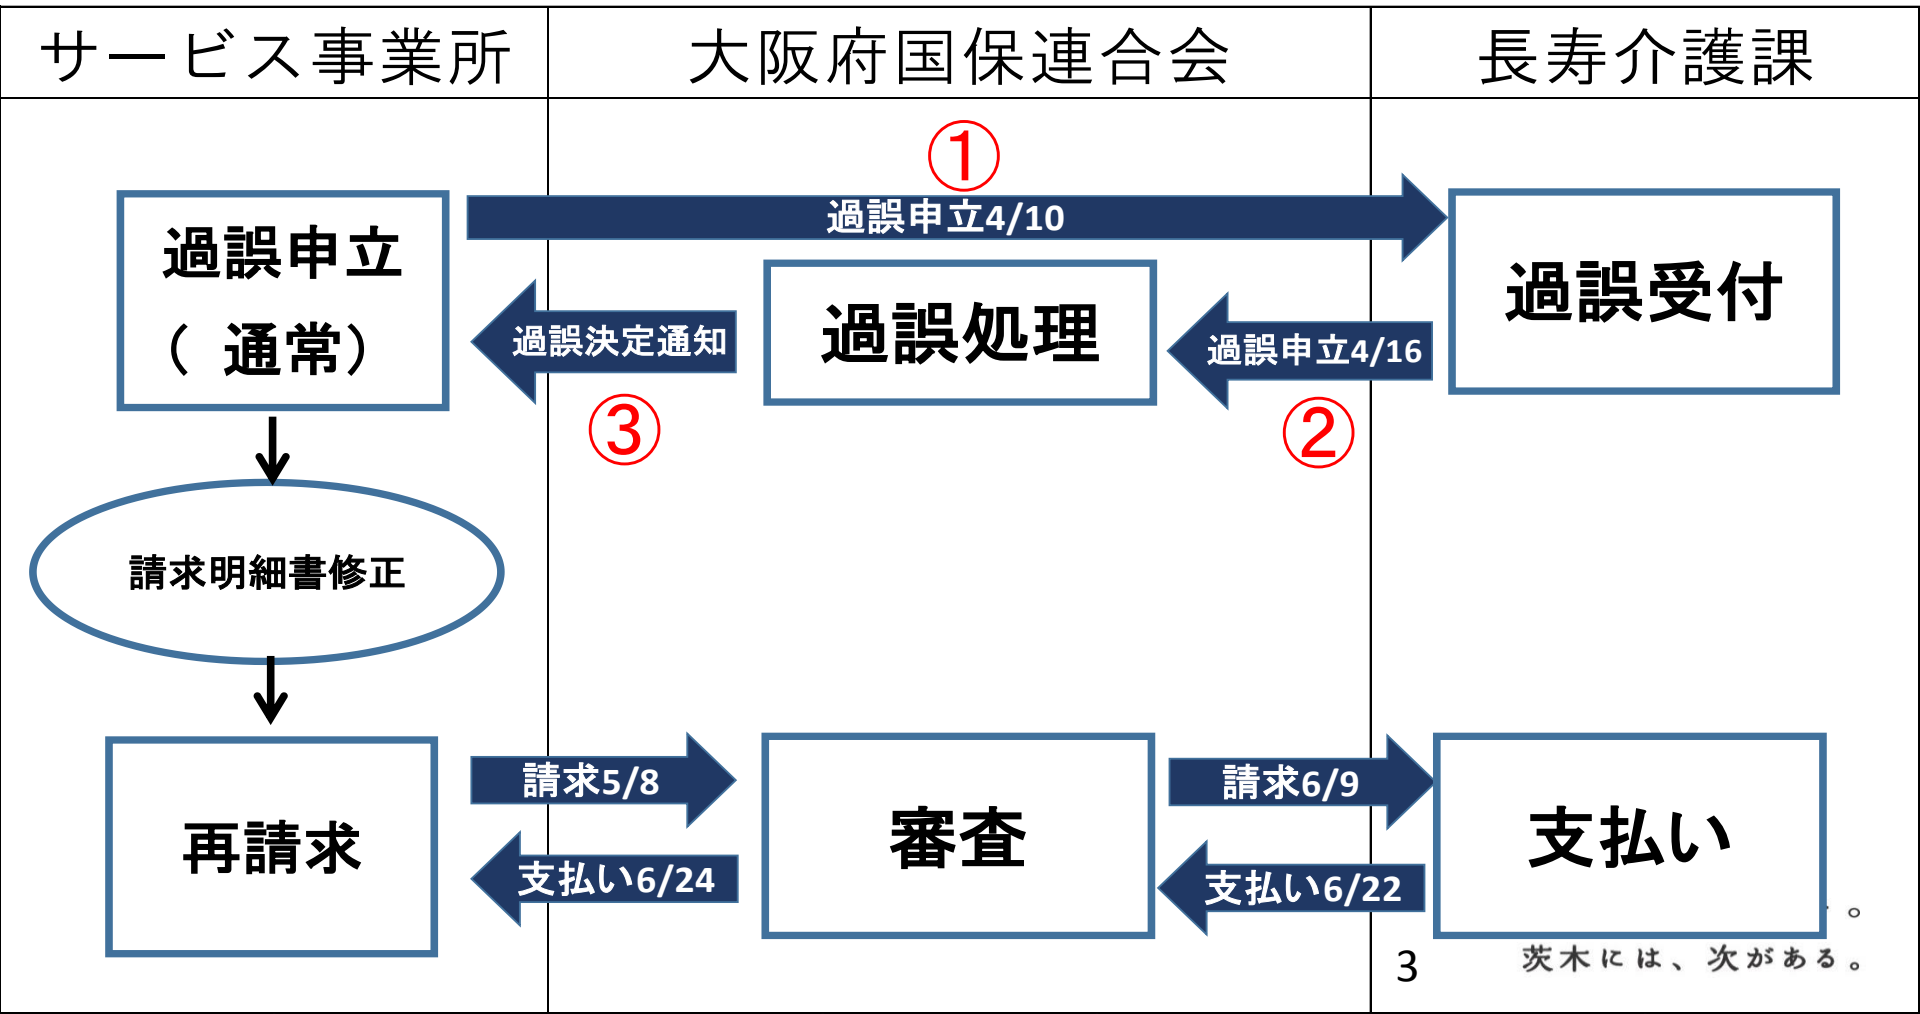 サービス事業所
大阪府国保連合会
長寿介護課
①
過誤申立4/10
過誤申立
（ 通常）
過誤受付
過誤処理
過誤決定通知
過誤申立4/16
③
②
請求明細書修正
請求5/8
請求6/9
再請求
審査
支払い
支払い6/24
支払い6/22
。
茨木には、次がある。
3